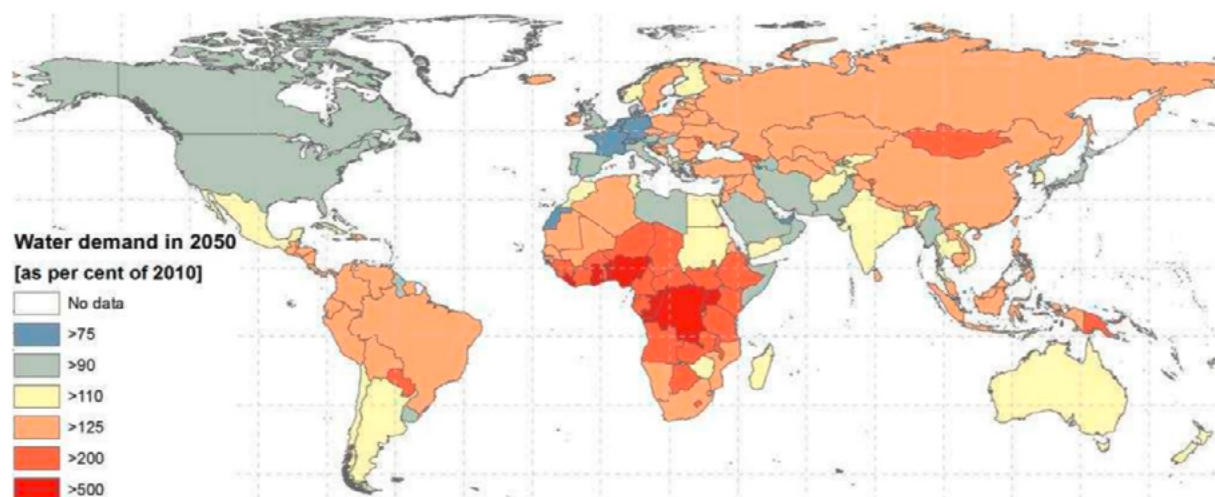 Water demand in 2050
[as per cent of 2010]
No data
>75
>90
>110
>125
>200
>500